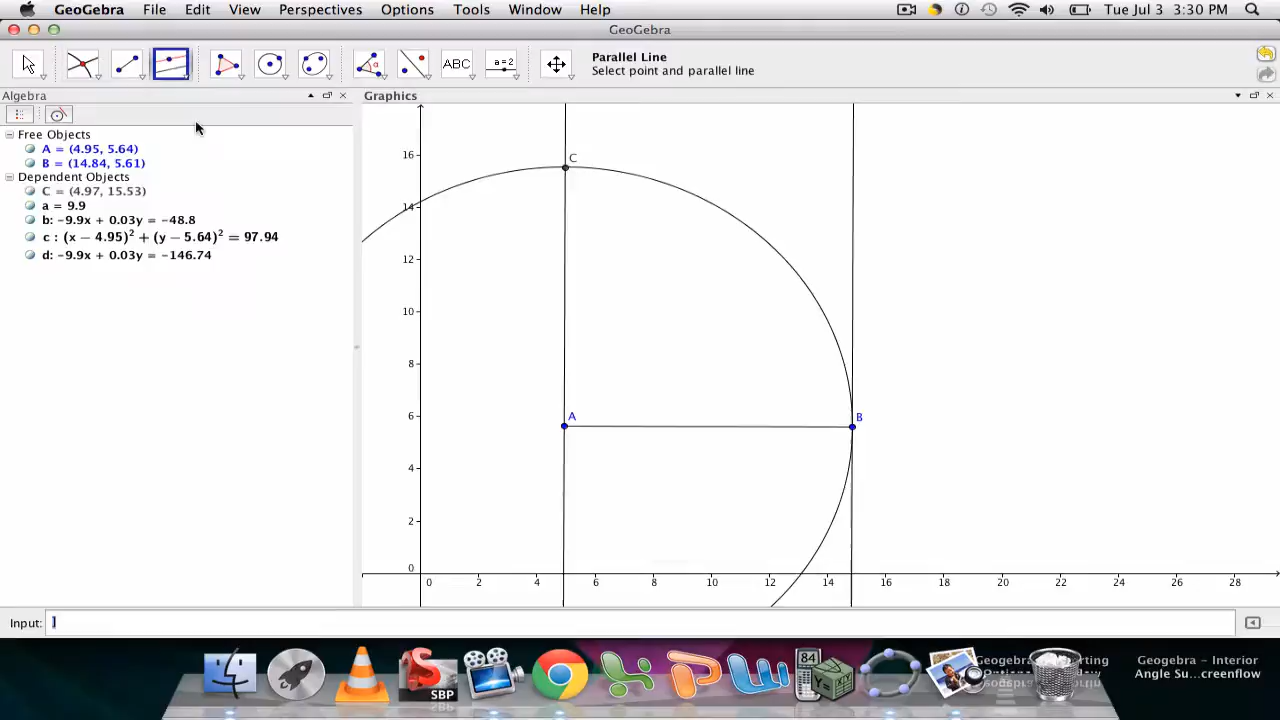 GeoGebra File Edit View Perspectives Options Tools Window Help Tue Jul 3 3:30 PM
GeoGebra
ABC
a=2
Parallel Line
Select point and parallel line
Algebra
Graphics
Free Objects
A = (4.95, 5.64)
B = (14.84, 5.61)
Dependent Objects
C = (4.97, 15.53)
a = 9.9
b: -9.9x + 0.03y = -48.8
c : (x − 4.95)² + (y − 5.64)² = 97.94
d: -9.9x + 0.03y = -146.74
C
A
B
16
14
12
10
8
6
4
2
0
0 2 4 6 8 10 12 14 16 18 20 22 24 26 28
Input:
SBP
84
Geogebra - Interior
Angle Su...creenflow